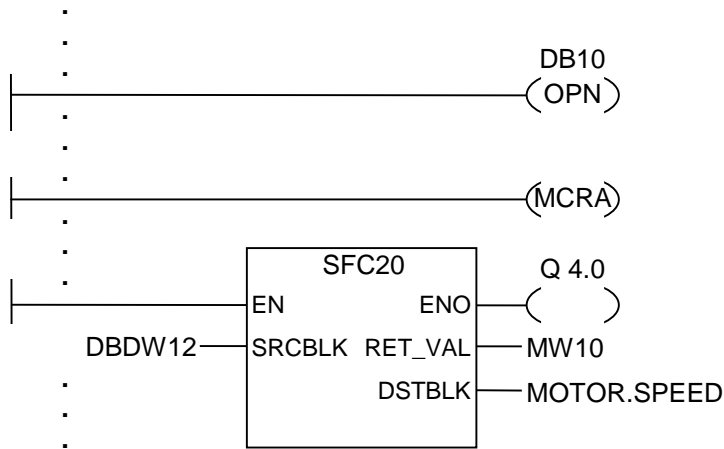 DB10
OPN
MCRA
SFC20
Q 4.0
EN ENO
DBDW12 SRCBLK RET_VAL MW10
DSTBLK MOTOR.SPEED